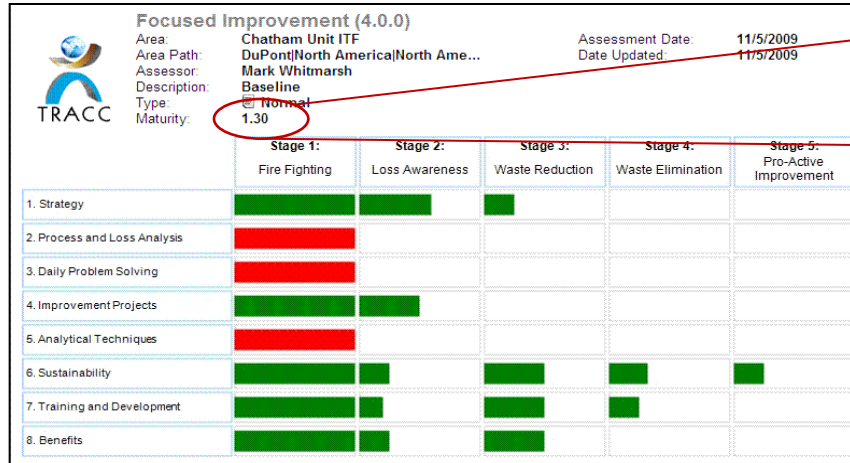 Focused Improvement (4.0.0)
Area: Chatham Unit ITF Assessment Date: 11/5/2009
Area Path: DuPont|North America|North Ame... Date Updated: 11/5/2009
Assessor: Mark Whitmarsh
Description: Baseline
Type: Normal
Maturity: 1.30
TRACC
Stage 1: Stage 2: Stage 3: Stage 4: Stage 5:
Fire Fighting Loss Awareness Waste Reduction Waste Elimination Pro-Active
Improvement
1. Strategy
2. Process and Loss Analysis
3. Daily Problem Solving
4. Improvement Projects
5. Analytical Techniques
6. Sustainability
7. Training and Development
8. Benefits